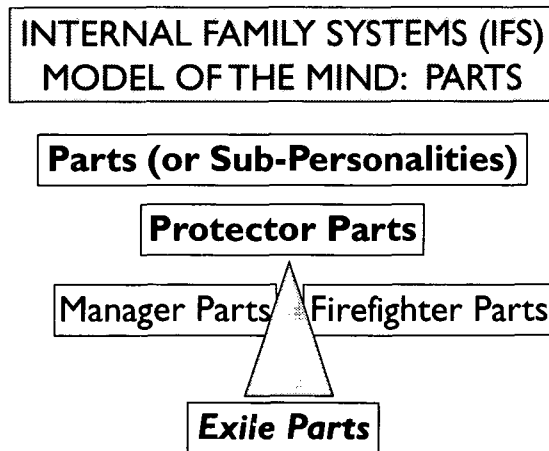 INTERNAL FAMILY SYSTEMS (IFS)
MODEL OF THE MIND: PARTS
Parts (or Sub-Personalities)
Protector Parts
Manager Parts
Firefighter Parts
Exile Parts